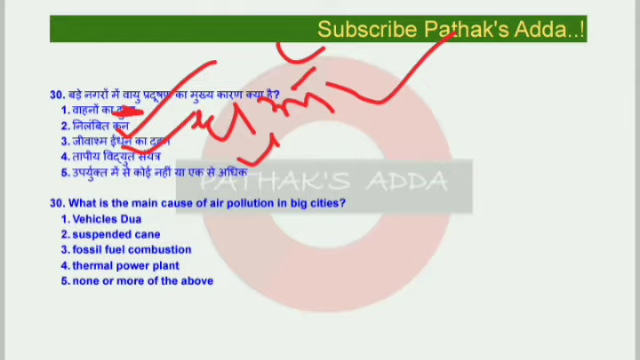 Subscribe Pathak's Adda..!
30. बड़े नगरों में वायु प्रदूषण का मुख्य कारण क्या है?
1. वाहनों का
2. निलंबित कन
3. जीवाश्म ईंधन का दहन
4. तापीय विद्युत संयंत्र
5. उपर्युक्त में से कोई नहीं या एक से अधिक
PATHAK'S ADDA
30. What is the main cause of air pollution in big cities?
1. Vehicles Dua
2. suspended cane
3. fossil fuel combustion
4. thermal power plant
5. none or more of the above